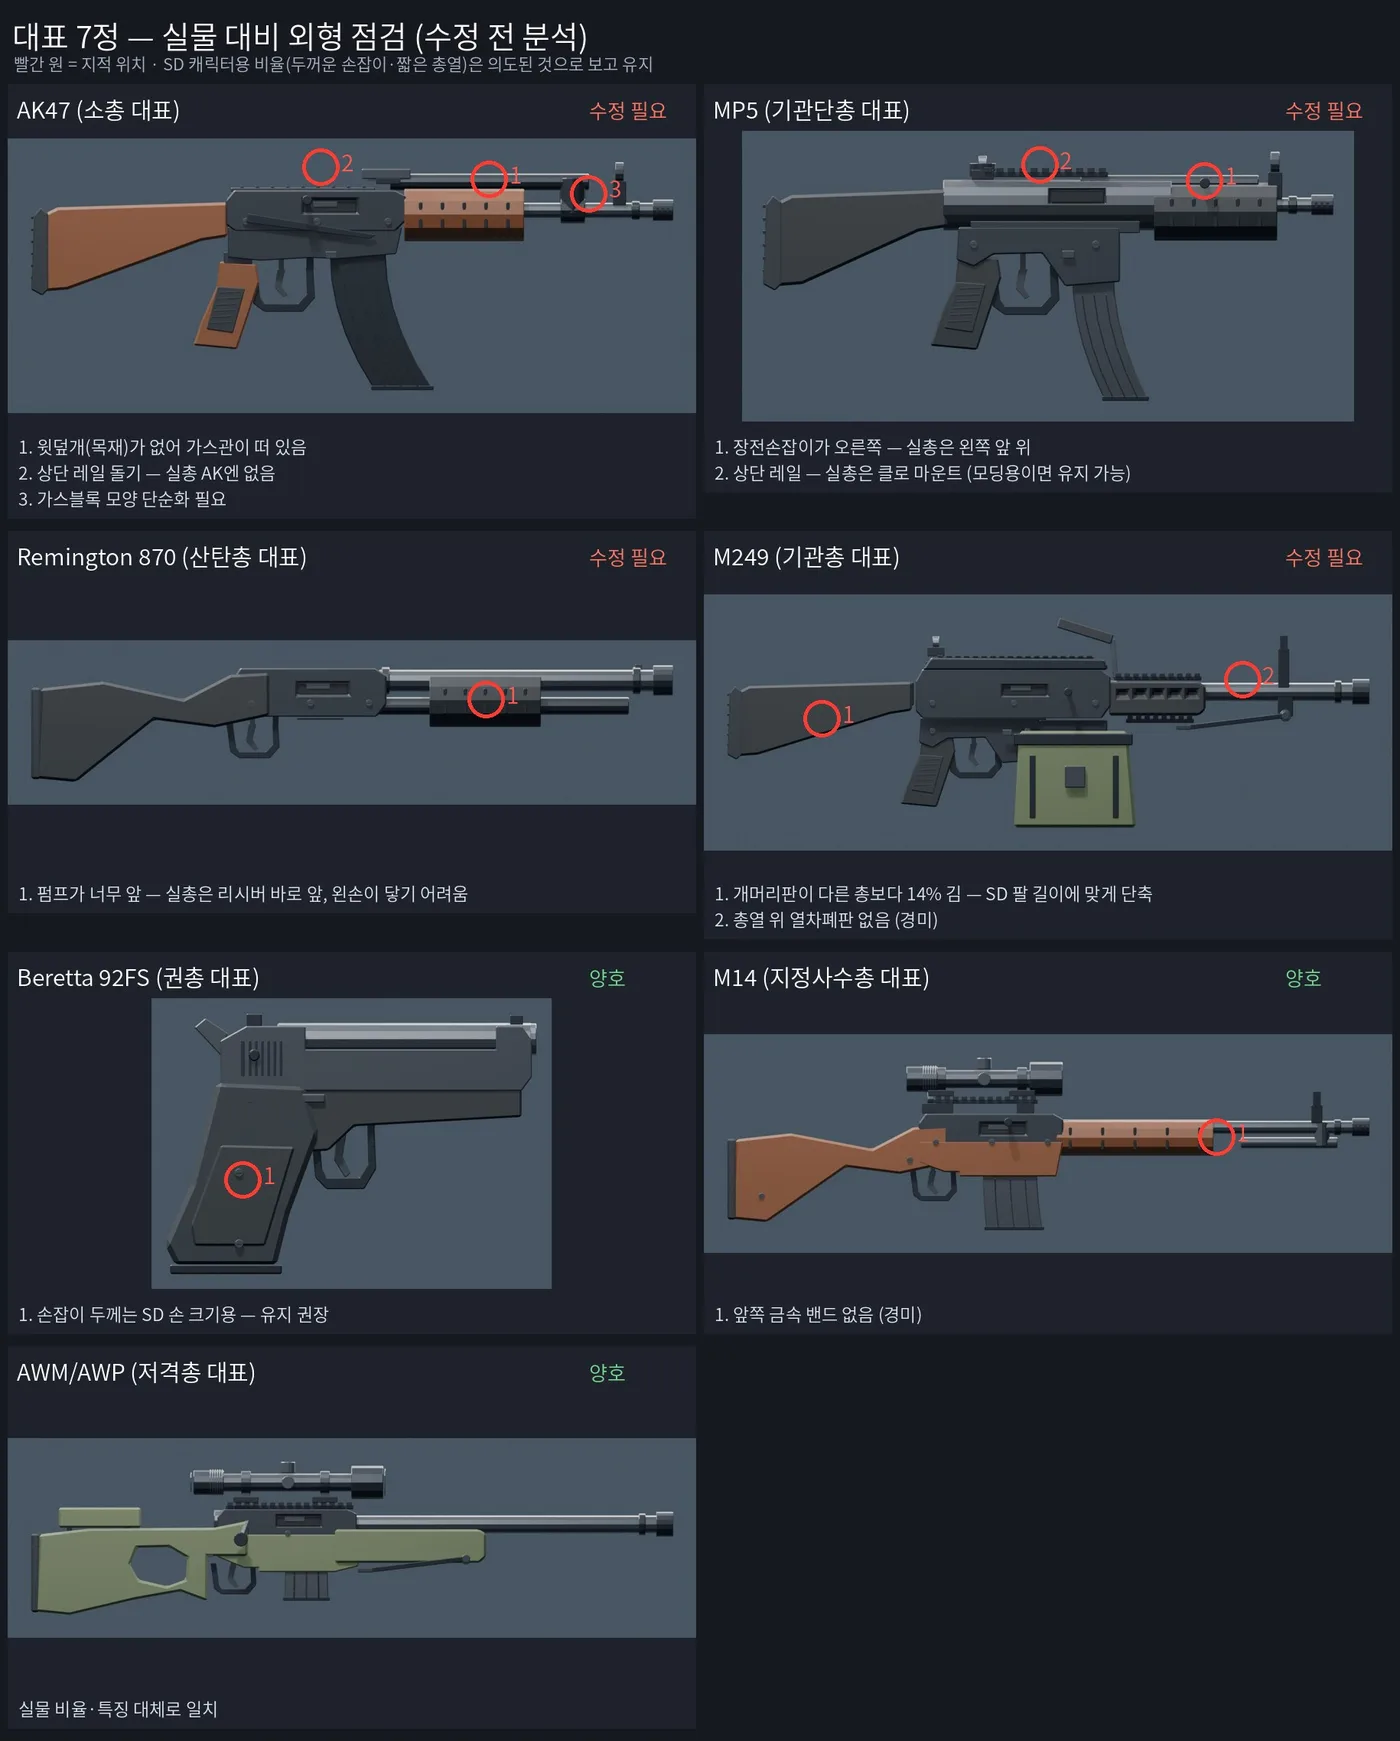 대표 7정 — 실물 대비 외형 점검 (수정 전 분석)
빨간 원 = 지적 위치 · SD 캐릭터용 비율(두꺼운 손잡이·짧은 총열)은 의도된 것으로 보고 유지
AK47 (소총 대표)
수정 필요
2
1
3
1. 윗덮개(목재)가 없어 가스관이 떠 있음
2. 상단 레일 돌기 — 실총 AK엔 없음
3. 가스블록 모양 단순화 필요
MP5 (기관단총 대표)
수정 필요
2
1
1. 장전손잡이가 오른쪽 — 실총은 왼쪽 앞 위
2. 상단 레일 — 실총은 클로 마운트 (모딩용이면 유지 가능)
Remington 870 (산탄총 대표)
수정 필요
1
1. 펌프가 너무 앞 — 실총은 리시버 바로 앞, 왼손이 닿기 어려움
M249 (기관총 대표)
수정 필요
2
1
1. 개머리판이 다른 총보다 14% 김 — SD 팔 길이에 맞게 단축
2. 총열 위 열차폐판 없음 (경미)
Beretta 92FS (권총 대표)
양호
1
1. 손잡이 두께는 SD 손 크기용 — 유지 권장
M14 (지정사수총 대표)
양호
1
1. 앞쪽 금속 밴드 없음 (경미)
AWM/AWP (저격총 대표)
양호
실물 비율·특징 대체로 일치